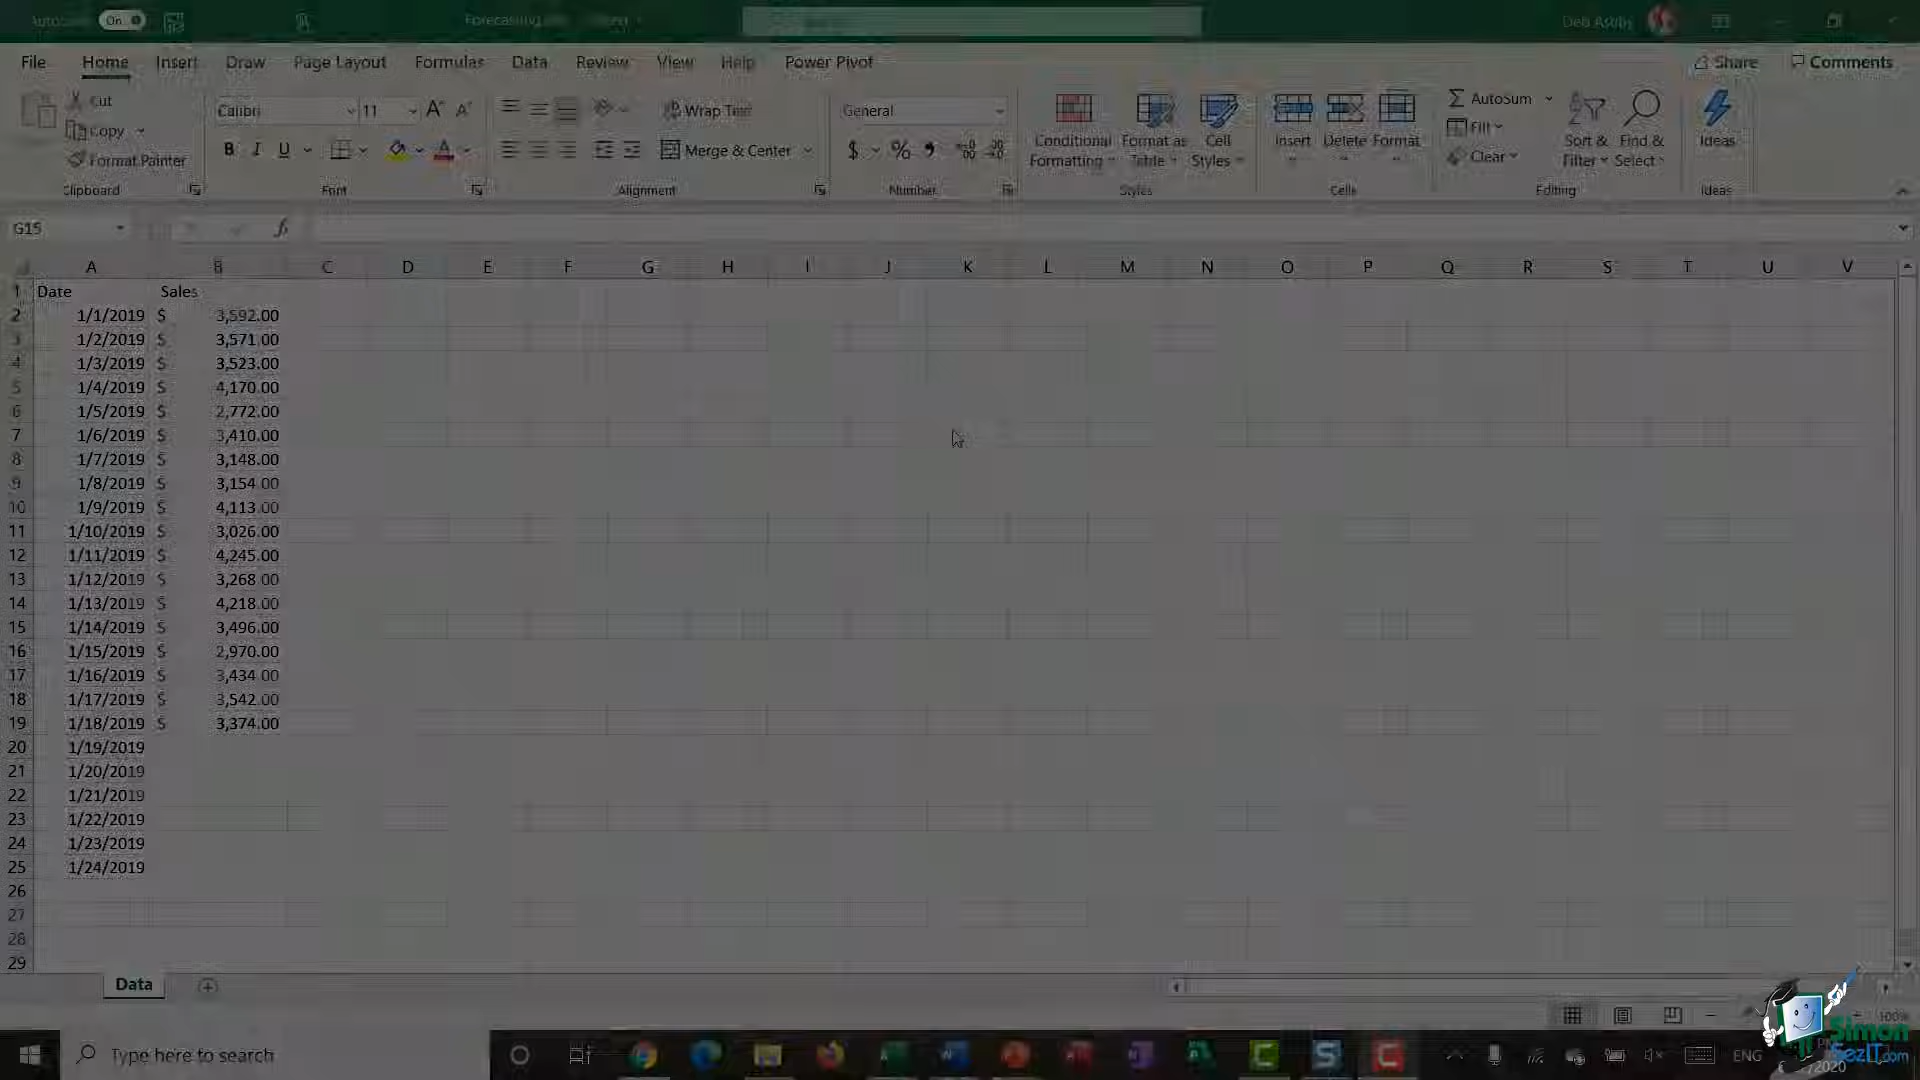 On
Forecasting
Deb Ashby
File Home Insert Draw Page Layout Formulas Data Review View Help Power Pivot Share Comments
Cut
Copy
Format Painter
Clipboard
Calibri 11
B I U
Font
Wrap Text
Merge & Center
Alignment
General
$ % 9
Number
Conditional Formatting
Format as Table
Cell Styles
Styles
Insert Delete Format
Cells
AutoSum
Fill
Clear
Sort & Filter
Find & Select
Editing
Ideas
Ideas
G15 fx
A B C D E F G H I J K L M N O P Q R S T U V
1 Date Sales
2 1/1/2019 $ 3,592.00
3 1/2/2019 $ 3,571.00
4 1/3/2019 $ 3,523.00
5 1/4/2019 $ 4,170.00
6 1/5/2019 $ 2,772.00
7 1/6/2019 $ 3,410.00
8 1/7/2019 $ 3,148.00
9 1/8/2019 $ 3,154.00
10 1/9/2019 $ 4,113.00
11 1/10/2019 $ 3,026.00
12 1/11/2019 $ 4,245.00
13 1/12/2019 $ 3,268.00
14 1/13/2019 $ 4,218.00
15 1/14/2019 $ 3,496.00
16 1/15/2019 $ 2,970.00
17 1/16/2019 $ 3,434.00
18 1/17/2019 $ 3,542.00
19 1/18/2019 $ 3,374.00
20 1/19/2019
21 1/20/2019
22 1/21/2019
23 1/22/2019
24 1/23/2019
25 1/24/2019
26
27
28
29
Data
100%
Type here to search
ENG
Simon
SezIT.com